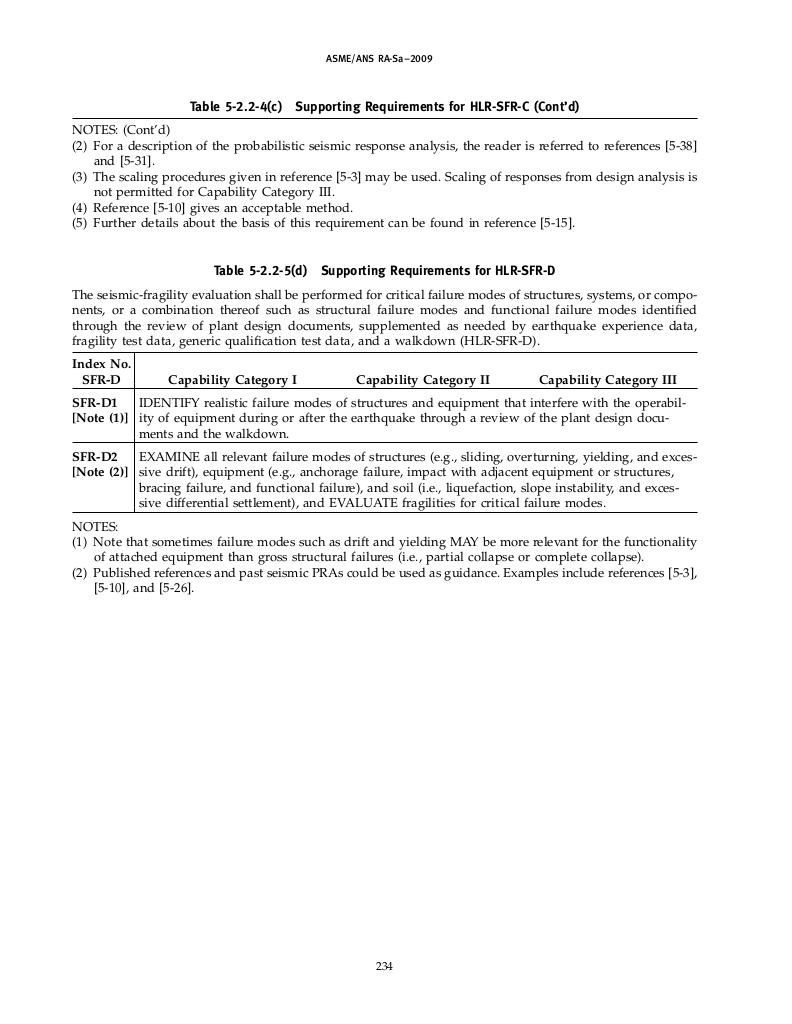 ASME/ANS RA-Sa–2009
Table 5-2.2-4(c) Supporting Requirements for HLR-SFR-C (Cont’d)
NOTES: (Cont’d)
(2) For a description of the probabilistic seismic response analysis, the reader is referred to references [5-38]
and [5-31].
(3) The scaling procedures given in reference [5-3] may be used. Scaling of responses from design analysis is
not permitted for Capability Category III.
(4) Reference [5-10] gives an acceptable method.
(5) Further details about the basis of this requirement can be found in reference [5-15].
Table 5-2.2-5(d) Supporting Requirements for HLR-SFR-D
The seismic-fragility evaluation shall be performed for critical failure modes of structures, systems, or compo-
nents, or a combination thereof such as structural failure modes and functional failure modes identified
through the review of plant design documents, supplemented as needed by earthquake experience data,
fragility test data, generic qualification test data, and a walkdown (HLR-SFR-D).
Index No.
SFR-D Capability Category I Capability Category II Capability Category III
SFR-D1 IDENTIFY realistic failure modes of structures and equipment that interfere with the operabil-
[Note (1)] ity of equipment during or after the earthquake through a review of the plant design docu-
ments and the walkdown.
SFR-D2 EXAMINE all relevant failure modes of structures (e.g., sliding, overturning, yielding, and exces-
[Note (2)] sive drift), equipment (e.g., anchorage failure, impact with adjacent equipment or structures,
bracing failure, and functional failure), and soil (i.e., liquefaction, slope instability, and exces-
sive differential settlement), and EVALUATE fragilities for critical failure modes.
NOTES:
(1) Note that sometimes failure modes such as drift and yielding MAY be more relevant for the functionality
of attached equipment than gross structural failures (i.e., partial collapse or complete collapse).
(2) Published references and past seismic PRAs could be used as guidance. Examples include references [5-3],
[5-10], and [5-26].
234